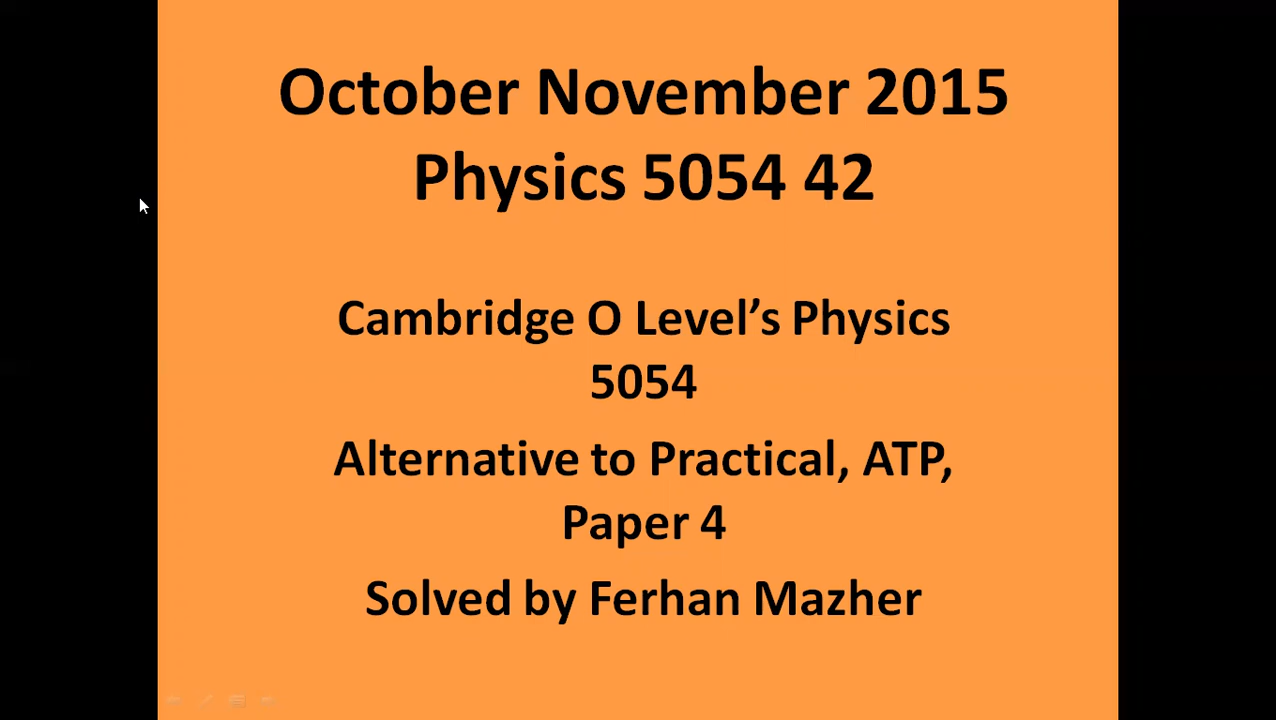 October November 2015
Physics 5054 42
Cambridge O Level’s Physics
5054
Alternative to Practical, ATP,
Paper 4
Solved by Ferhan Mazher